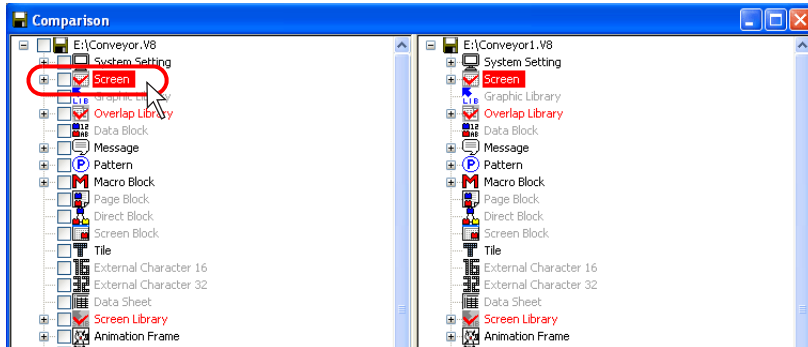 Comparison
E:\Conveyor.V8
System Setting
Screen
Graphic Library
Overlap Library
Data Block
Message
Pattern
Macro Block
Page Block
Direct Block
Screen Block
Tile
External Character 16
External Character 32
Data Sheet
Screen Library
Animation Frame
E:\Conveyor1.V8
System Setting
Screen
Graphic Library
Overlap Library
Data Block
Message
Pattern
Macro Block
Page Block
Direct Block
Screen Block
Tile
External Character 16
External Character 32
Data Sheet
Screen Library
Animation Frame